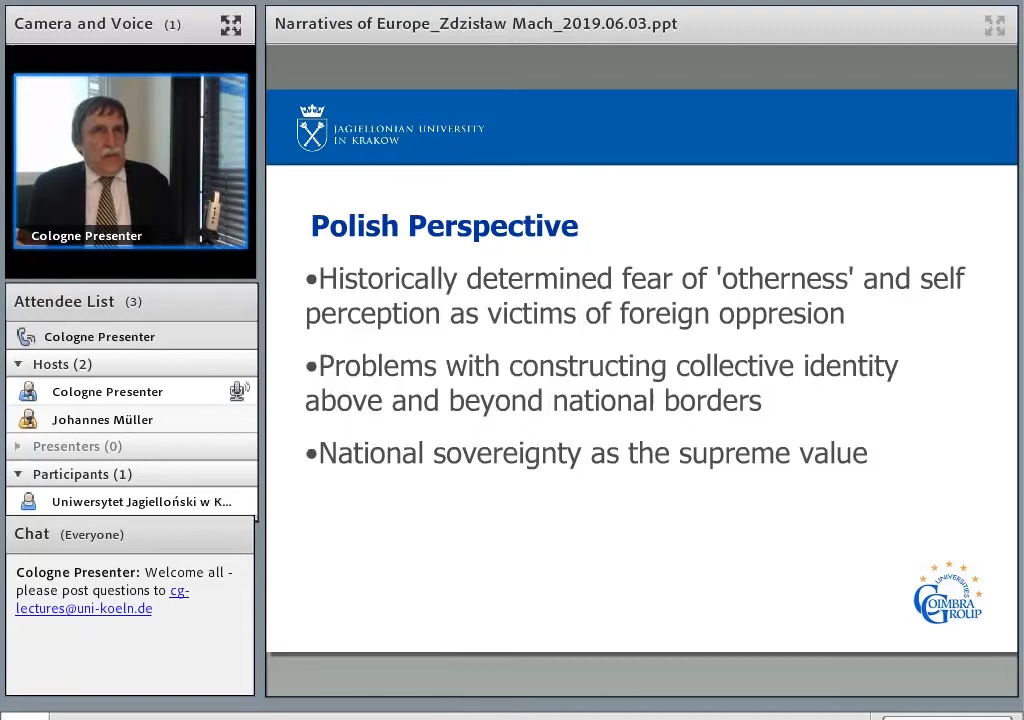 Camera and Voice (1)
Cologne Presenter
Attendee List (3)
Cologne Presenter
Hosts (2)
Cologne Presenter
Johannes Müller
Presenters (0)
Participants (1)
Uniwersytet Jagielloński w K...
Chat (Everyone)
Cologne Presenter: Welcome all -
please post questions to cg-
lectures@uni-koeln.de
Narratives of Europe_Zdzisław Mach_2019.06.03.ppt
JAGIELLONIAN UNIVERSITY
IN KRAKOW
Polish Perspective
•Historically determined fear of 'otherness' and self
perception as victims of foreign oppresion
•Problems with constructing collective identity
above and beyond national borders
•National sovereignty as the supreme value
UNIVERSITIES
COIMBRA
GROUP